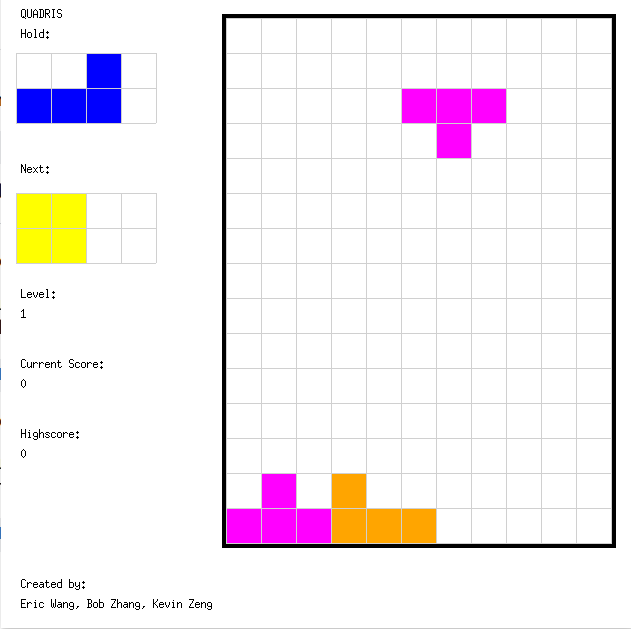 QUADRIS
Hold:
Next:
Level:
1
Current Score:
0
Highscore:
0
Created by:
Eric Wang, Bob Zhang, Kevin Zeng